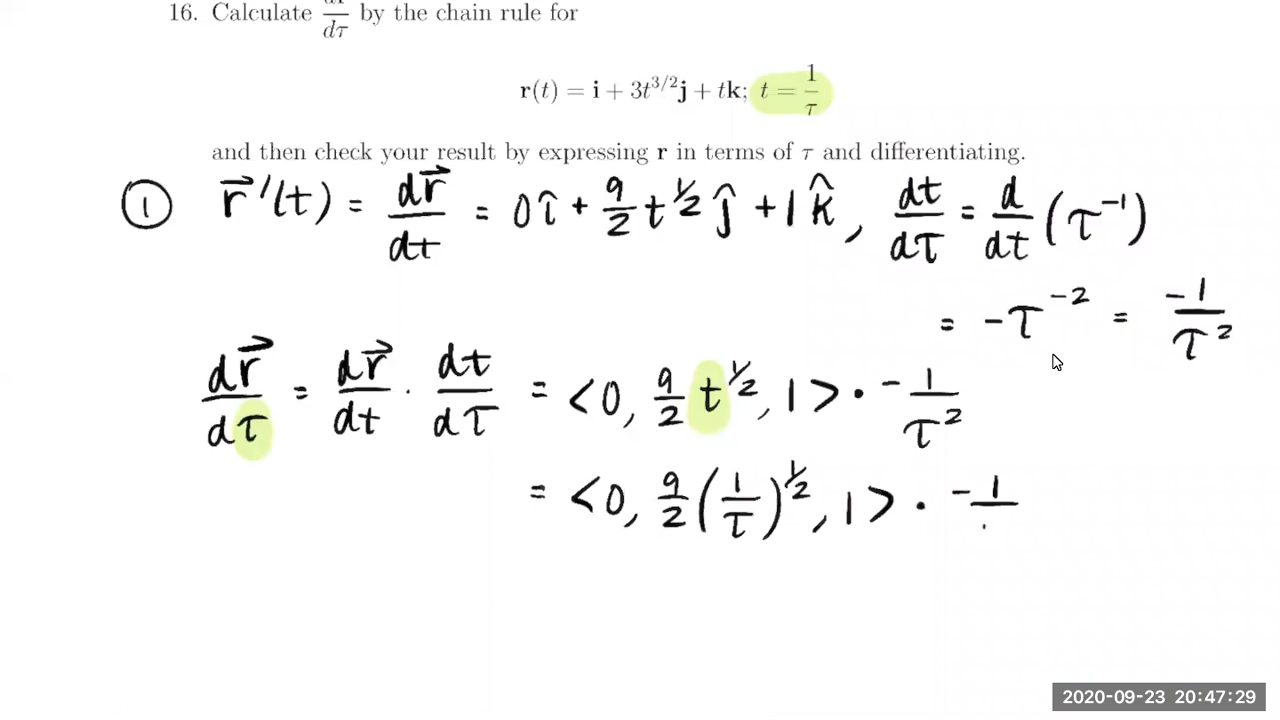 16. Calculate dr/dτ by the chain rule for
r(t) = i + 3t^{3/2}j + tk; t = 1/τ
and then check your result by expressing r in terms of τ and differentiating.
① r⃗'(t) = dr⃗/dt = 0î + 9/2 t^{1/2} ĵ + 1k̂, dt/dτ = d/dt (τ^{-1})
= -τ^{-2} = -1/τ^2
dr⃗/dτ = dr⃗/dt · dt/dτ = <0, 9/2 t^{1/2}, 1> · -1/τ^2
= <0, 9/2 (1/τ)^{1/2}, 1> · -1/
2020-09-23 20:47:29